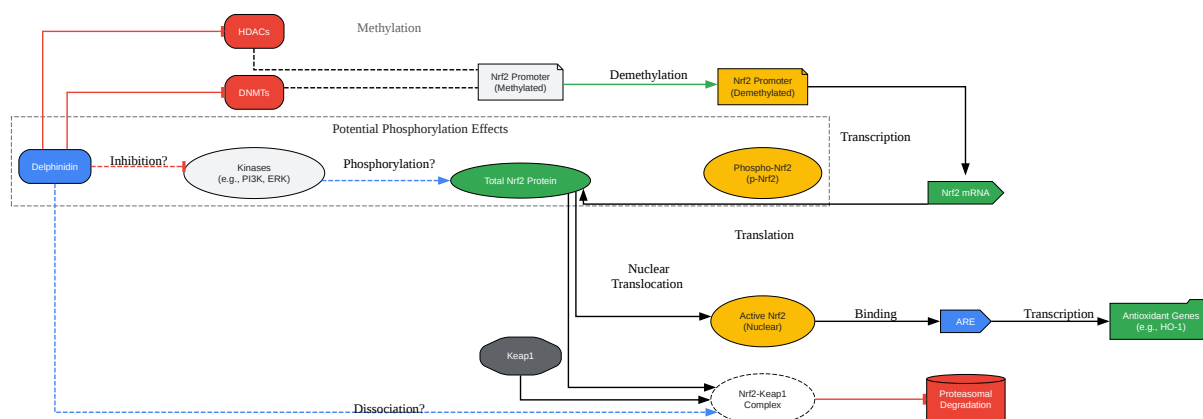 HDACs
Methylation
DNMTs
Nrf2 Promoter
(Methylated)
Demethylation
Nrf2 Promoter
(Demethylated)
Potential Phosphorylation Effects
Transcription
Delphinidin
Inhibition?
Kinases
(e.g., PI3K, ERK)
Phosphorylation?
Total Nrf2 Protein
Phospho-Nrf2
(p-Nrf2)
Nrf2 mRNA
Translation
Nuclear
Translocation
Active Nrf2
(Nuclear)
Binding
ARE
Transcription
Antioxidant Genes
(e.g., HO-1)
Keap1
Nrf2-Keap1
Complex
Proteasomal
Degradation
Dissociation?